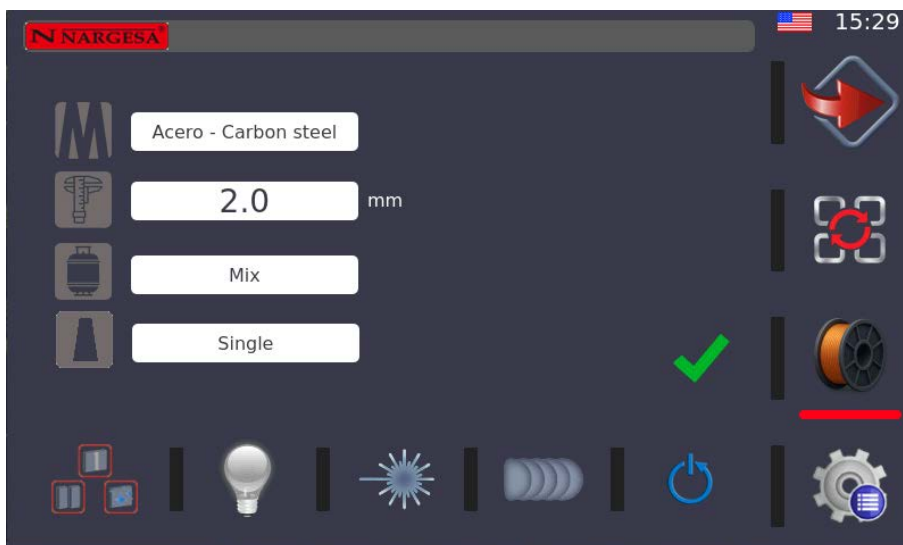 N NARGESA®
15:29
Acero - Carbon steel
2.0 mm
Mix
Single